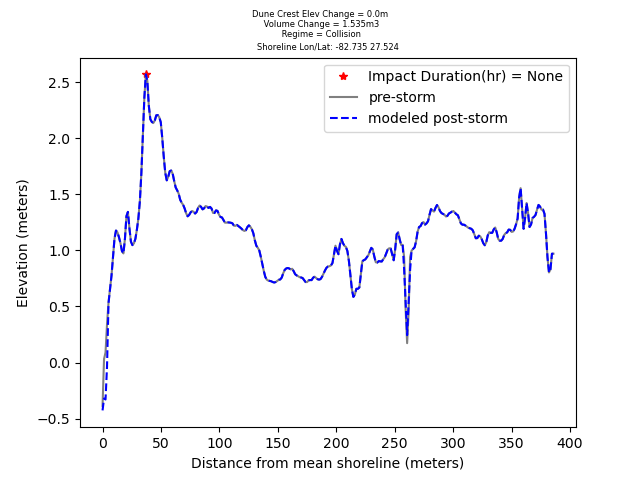 Dune Crest Elev Change = 0.0m
Volume Change = 1.535m3
Regime = Collision
Shoreline Lon/Lat: -82.735 27.524
Impact Duration(hr) = None
pre-storm
modeled post-storm
Elevation (meters)
2.5
2.0
1.5
1.0
0.5
0.0
−0.5
0 50 100 150 200 250 300 350 400
Distance from mean shoreline (meters)